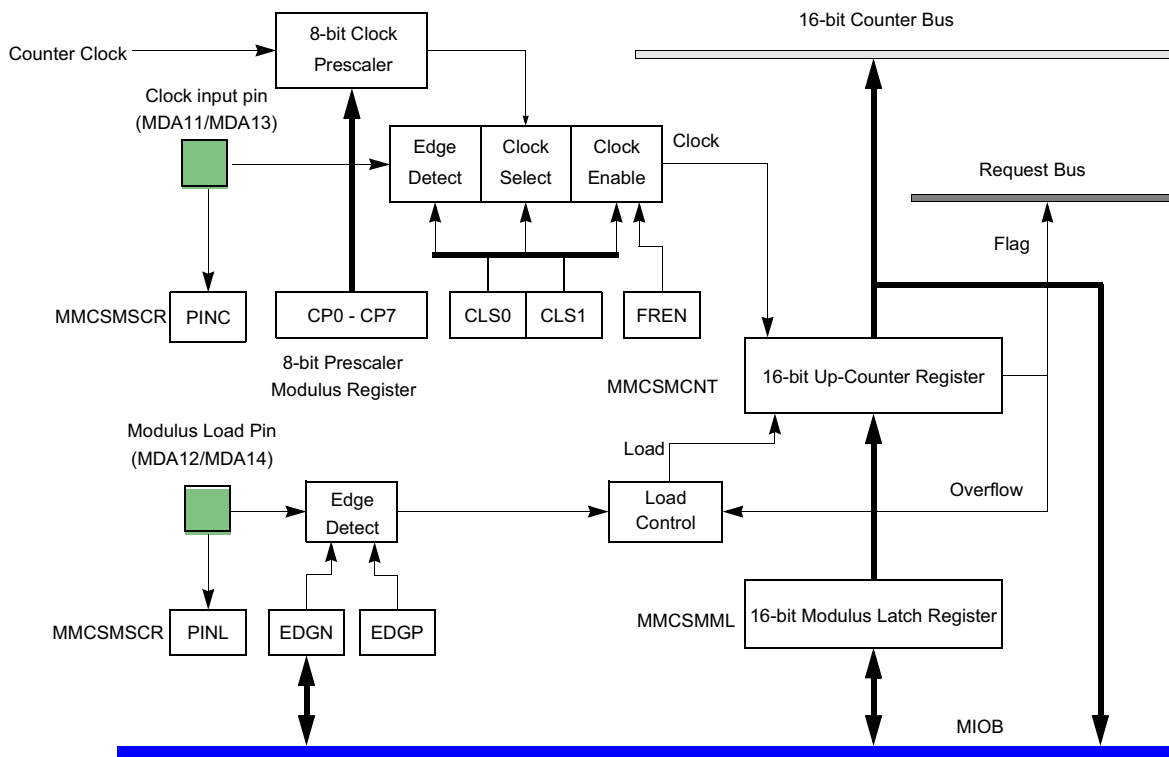 16-bit Counter Bus
8-bit Clock
Prescaler
Counter Clock
Clock input pin
(MDA11/MDA13)
Edge
Detect
Clock
Select
Clock
Enable
Clock
Request Bus
Flag
MMCSMSCR
PINC
CP0 - CP7
CLS0
CLS1
FREN
8-bit Prescaler
Modulus Register
MMCSMCNT
16-bit Up-Counter Register
Modulus Load Pin
(MDA12/MDA14)
Load
Edge
Detect
Load
Control
Overflow
MMCSMSCR
PINL
EDGN
EDGP
MMCSMML
16-bit Modulus Latch Register
MIOB